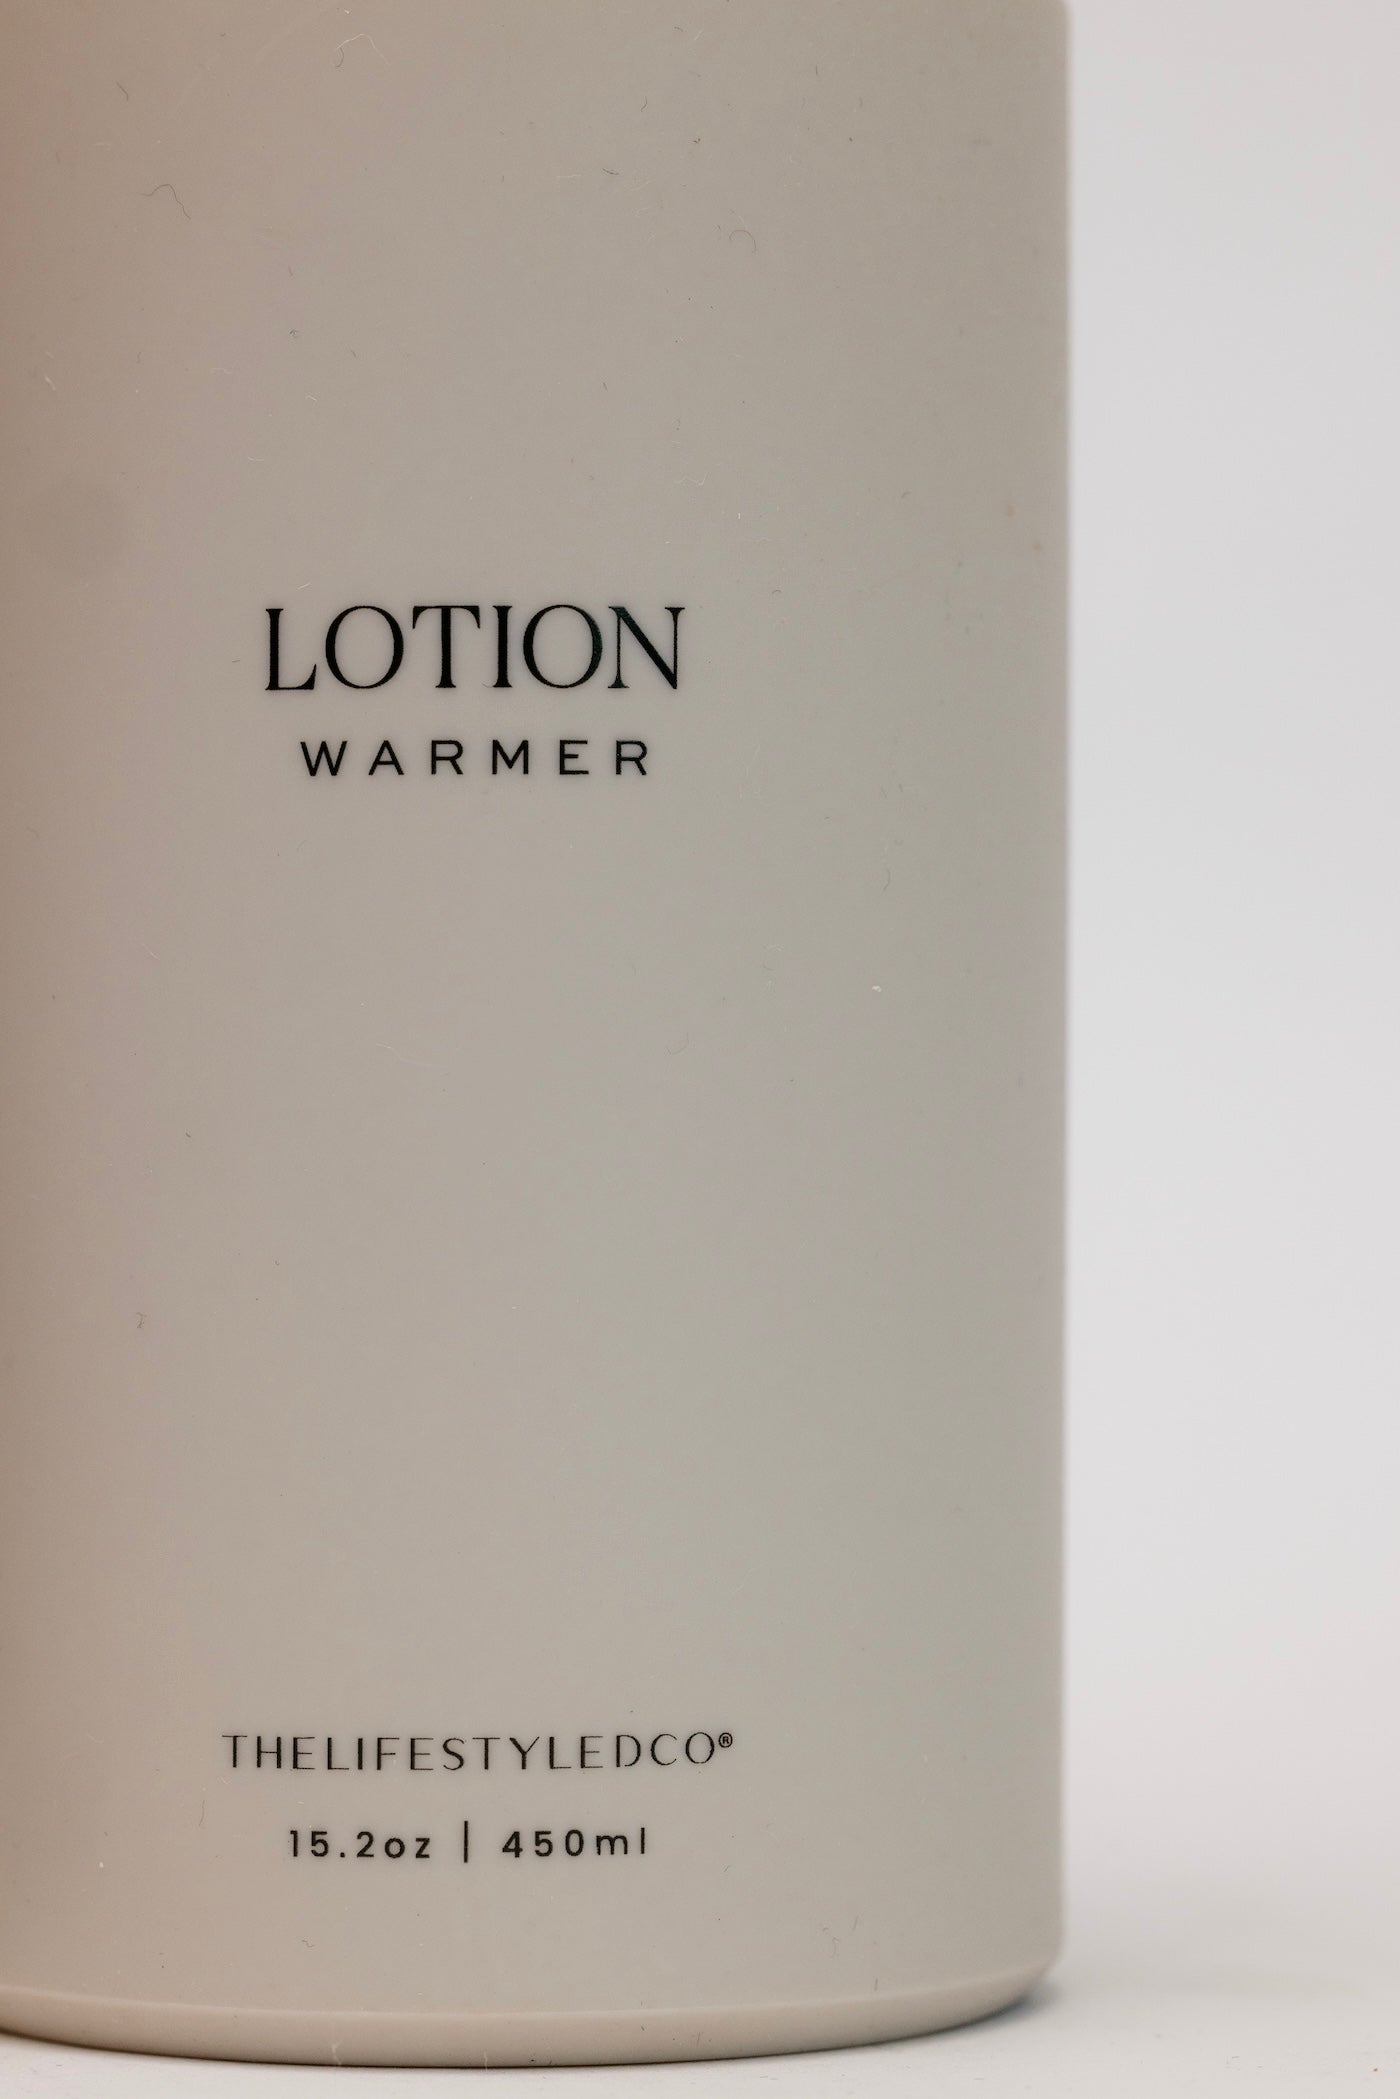 LOTION
WARMER
THELIFESTYLEDCO®
15.2oz | 450ml